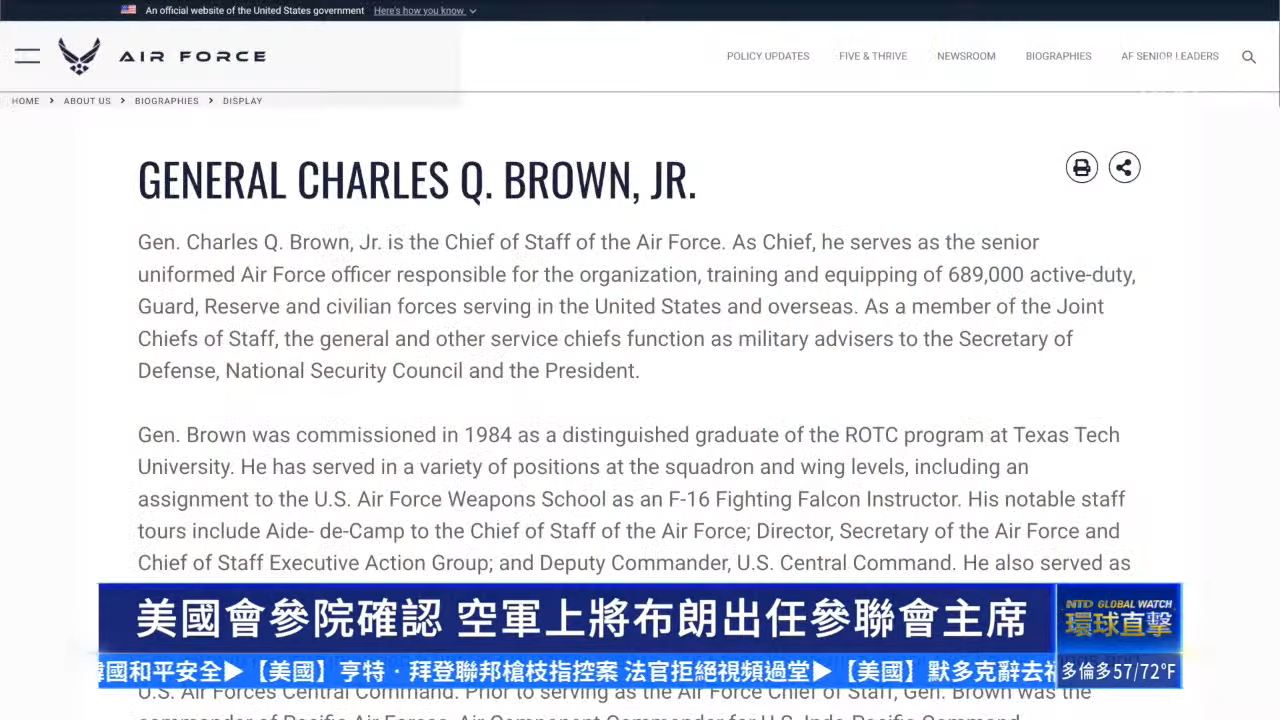 An official website of the United States government Here's how you know
AIR FORCE
POLICY UPDATES FIVE & THRIVE NEWSROOM BIOGRAPHIES AF SENIOR LEADERS
HOME > ABOUT US > BIOGRAPHIES > DISPLAY
GENERAL CHARLES Q. BROWN, JR.
Gen. Charles Q. Brown, Jr. is the Chief of Staff of the Air Force. As Chief, he serves as the senior
uniformed Air Force officer responsible for the organization, training and equipping of 689,000 active-duty,
Guard, Reserve and civilian forces serving in the United States and overseas. As a member of the Joint
Chiefs of Staff, the general and other service chiefs function as military advisers to the Secretary of
Defense, National Security Council and the President.
Gen. Brown was commissioned in 1984 as a distinguished graduate of the ROTC program at Texas Tech
University. He has served in a variety of positions at the squadron and wing levels, including an
assignment to the U.S. Air Force Weapons School as an F-16 Fighting Falcon Instructor. His notable staff
tours include Aide- de-Camp to the Chief of Staff of the Air Force; Director, Secretary of the Air Force and
Chief of Staff Executive Action Group; and Deputy Commander, U.S. Central Command. He also served as
美國會參院確認 空軍上將布朗出任參聯會主席
NTD GLOBAL WATCH
環球直擊
國和平安全▶【美國】亨特‧拜登聯邦槍枝指控案 法官拒絕視頻過堂▶【美國】默多克辭去
多倫多57/72°F
U.S. Air Forces Central Command. Prior to serving as the Air Force Chief of Staff, Gen. Brown was the
commander of Pacific Air Forces, Air Component Commander for U.S. Indo-Pacific Command